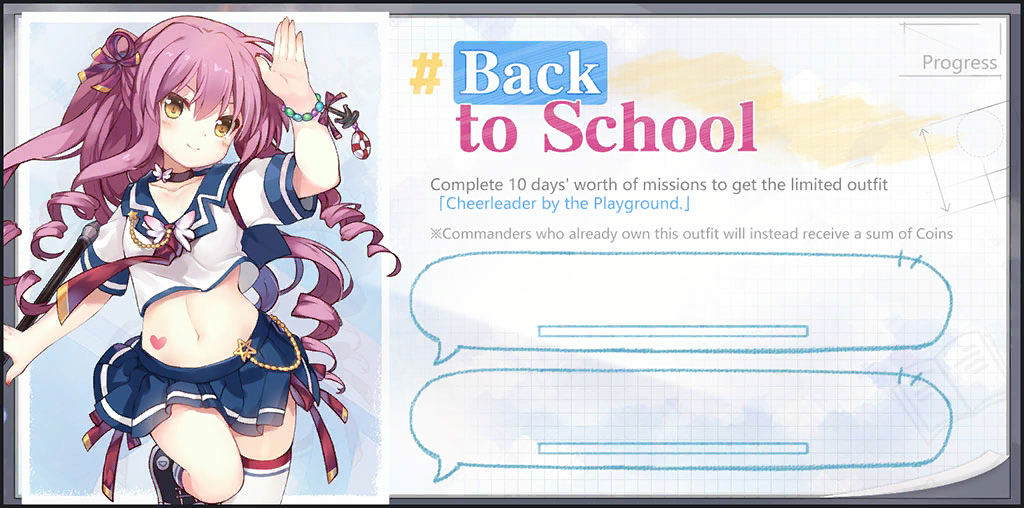 # Back
to School
Progress
Complete 10 days' worth of missions to get the limited outfit
「Cheerleader by the Playground.」
※Commanders who already own this outfit will instead receive a sum of Coins